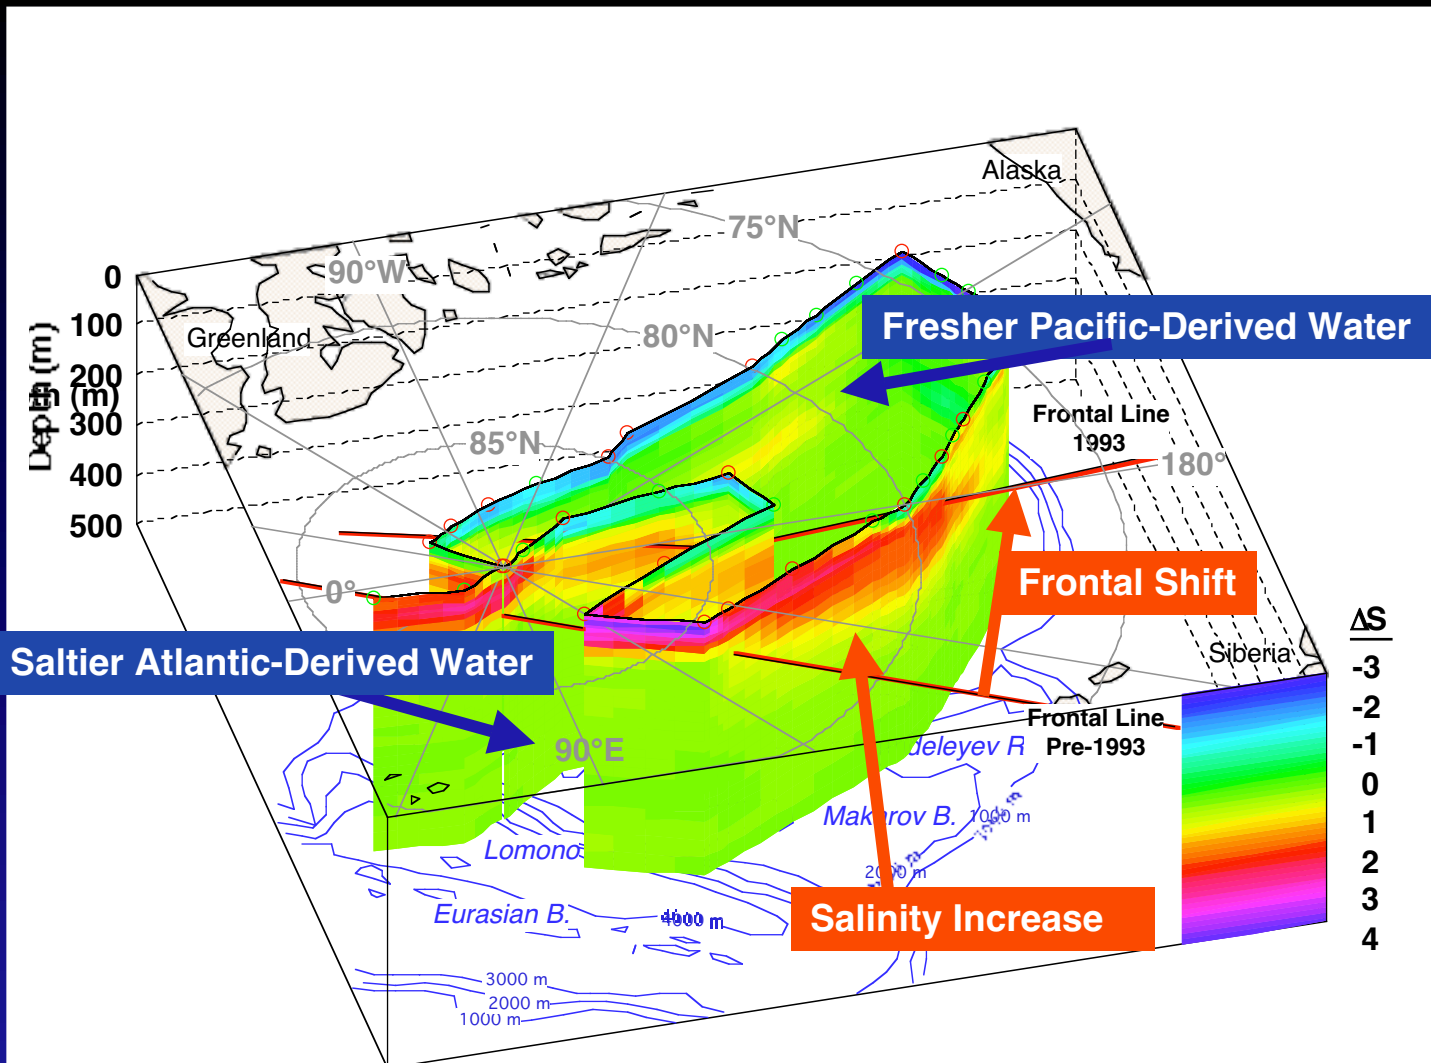 Alaska
75°N
90°W
0
100
200
300
400
500
Depth (m)
Greenland
80°N
Fresher Pacific-Derived Water
85°N
Frontal Line
1993
180°
0°
Frontal Shift
ΔS
-3
-2
-1
0
1
2
3
4
Siberia
Saltier Atlantic-Derived Water
Frontal Line
Pre-1993
90°E
deleyev R
Makarov B.
1000 m
2000 m
Lomono
Eurasian B.
4000 m
Salinity Increase
3000 m
2000 m
1000 m